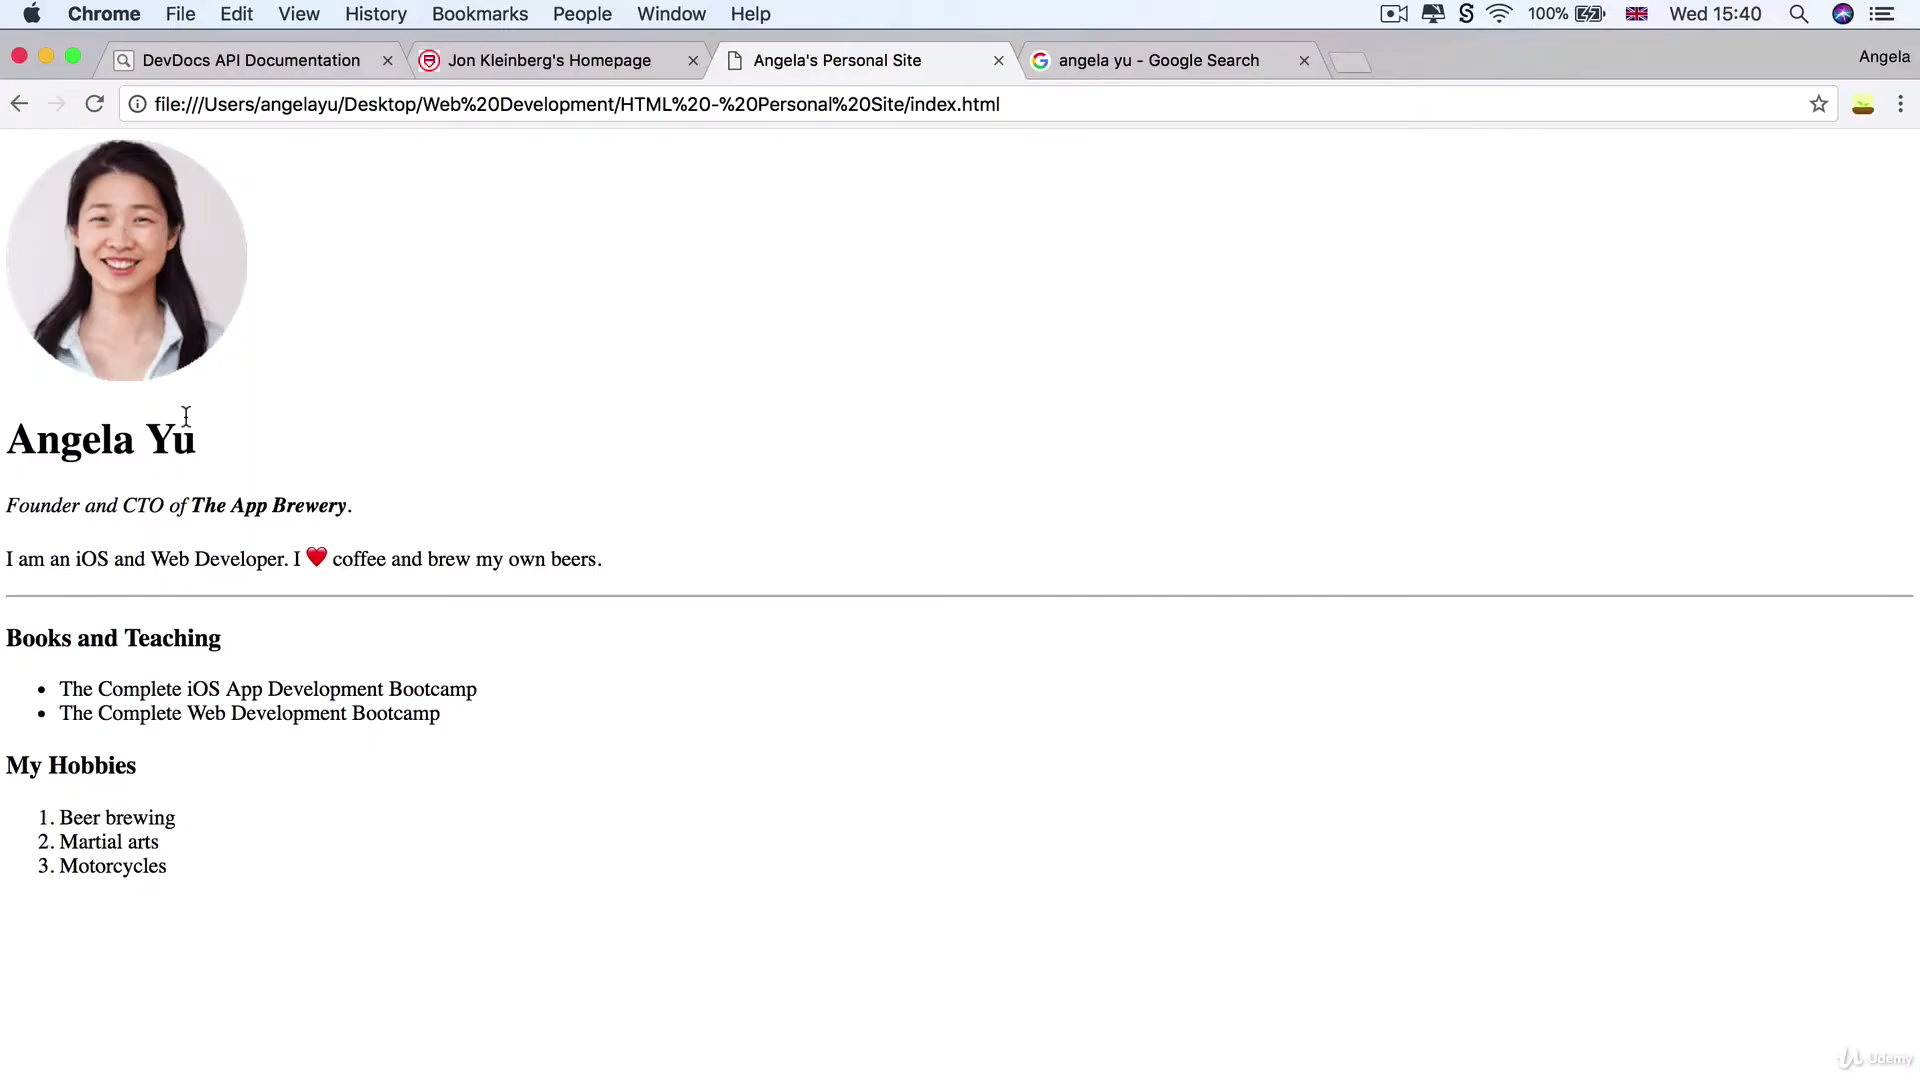 Chrome File Edit View History Bookmarks People Window Help 100% Wed 15:40
DevDocs API Documentation Jon Kleinberg's Homepage Angela's Personal Site angela yu - Google Search Angela
file:///Users/angelayu/Desktop/Web%20Development/HTML%20-%20Personal%20Site/index.html
Angela Yu
Founder and CTO of The App Brewery.
I am an iOS and Web Developer. I ❤️ coffee and brew my own beers.
Books and Teaching
• The Complete iOS App Development Bootcamp
• The Complete Web Development Bootcamp
My Hobbies
1. Beer brewing
2. Martial arts
3. Motorcycles
Udemy